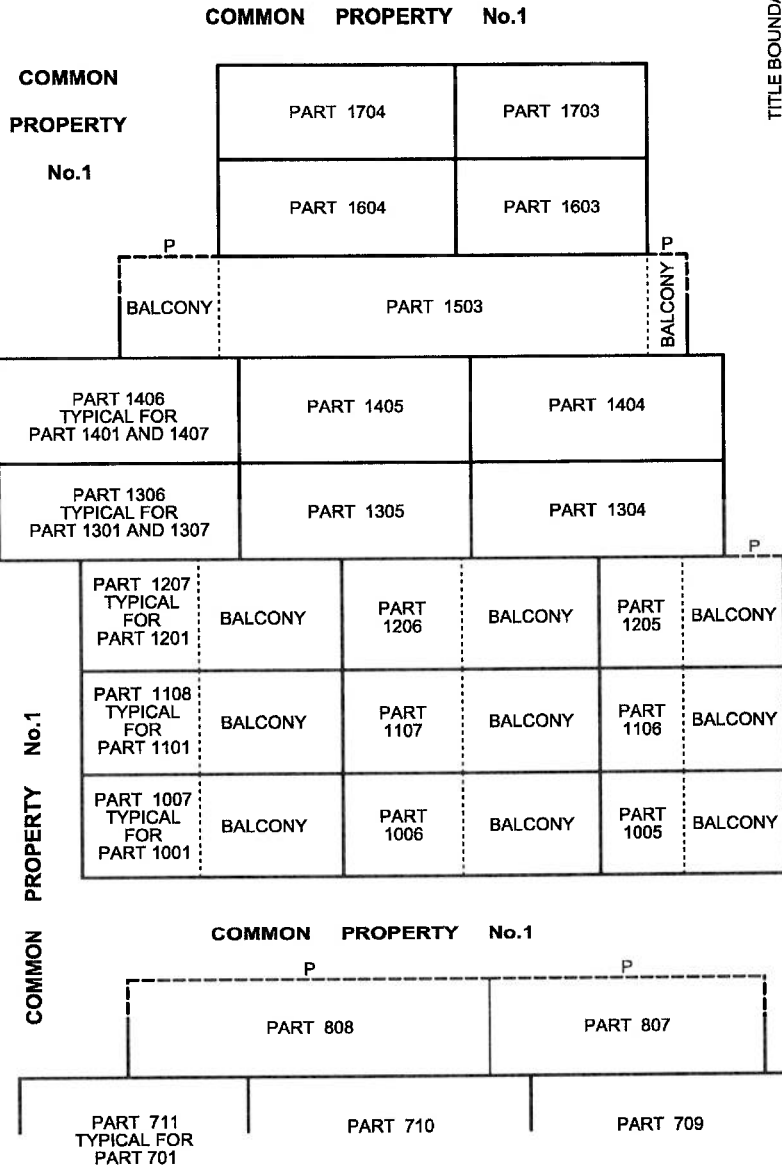 COMMON PROPERTY No.1
TITLE BOUNDA
COMMON
PROPERTY
No.1
PART 1704
PART 1703
PART 1604
PART 1603
P
P
BALCONY
PART 1503
BALCONY
PART 1406
TYPICAL FOR
PART 1401 AND 1407
PART 1405
PART 1404
PART 1306
TYPICAL FOR
PART 1301 AND 1307
PART 1305
PART 1304
P
PART 1207
TYPICAL
FOR
PART 1201
BALCONY
PART
1206
BALCONY
PART
1205
BALCONY
PART 1108
TYPICAL
FOR
PART 1101
BALCONY
PART
1107
BALCONY
PART
1106
BALCONY
PART 1007
TYPICAL
FOR
PART 1001
BALCONY
PART
1006
BALCONY
PART
1005
BALCONY
COMMON PROPERTY No.1
COMMON PROPERTY No.1
P
P
PART 808
PART 807
PART 711
TYPICAL FOR
PART 701
PART 710
PART 709